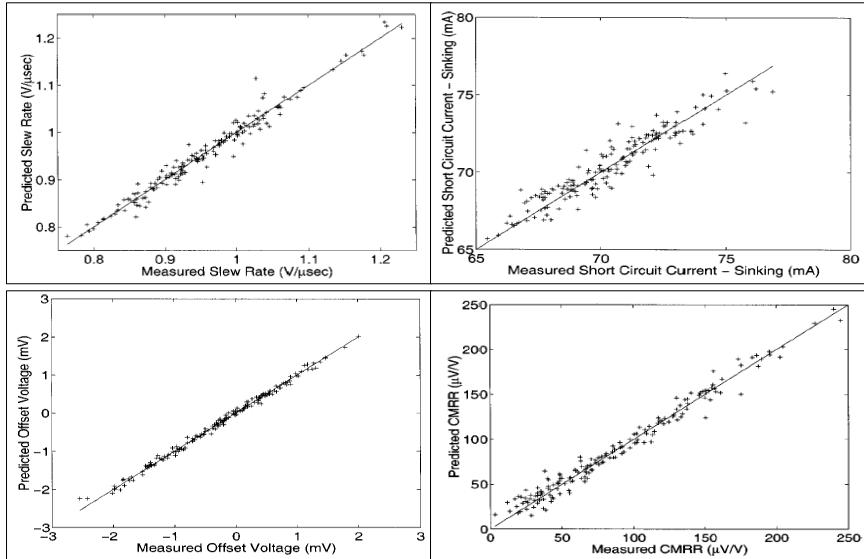 1.2
1.1
1
0.9
0.8
Predicted Slew Rate (V/μsec)
0.8 0.9 1 1.1 1.2
Measured Slew Rate (V/μsec)
80
75
70
65
Predicted Short Circuit Current – Sinking (mA)
65 70 75 80
Measured Short Circuit Current – Sinking (mA)
3
2
1
0
−1
−2
−3
Predicted Offset Voltage (mV)
−3 −2 −1 0 1 2 3
Measured Offset Voltage (mV)
250
200
150
100
50
0
Predicted CMRR (μV/V)
0 50 100 150 200 250
Measured CMRR (μV/V)